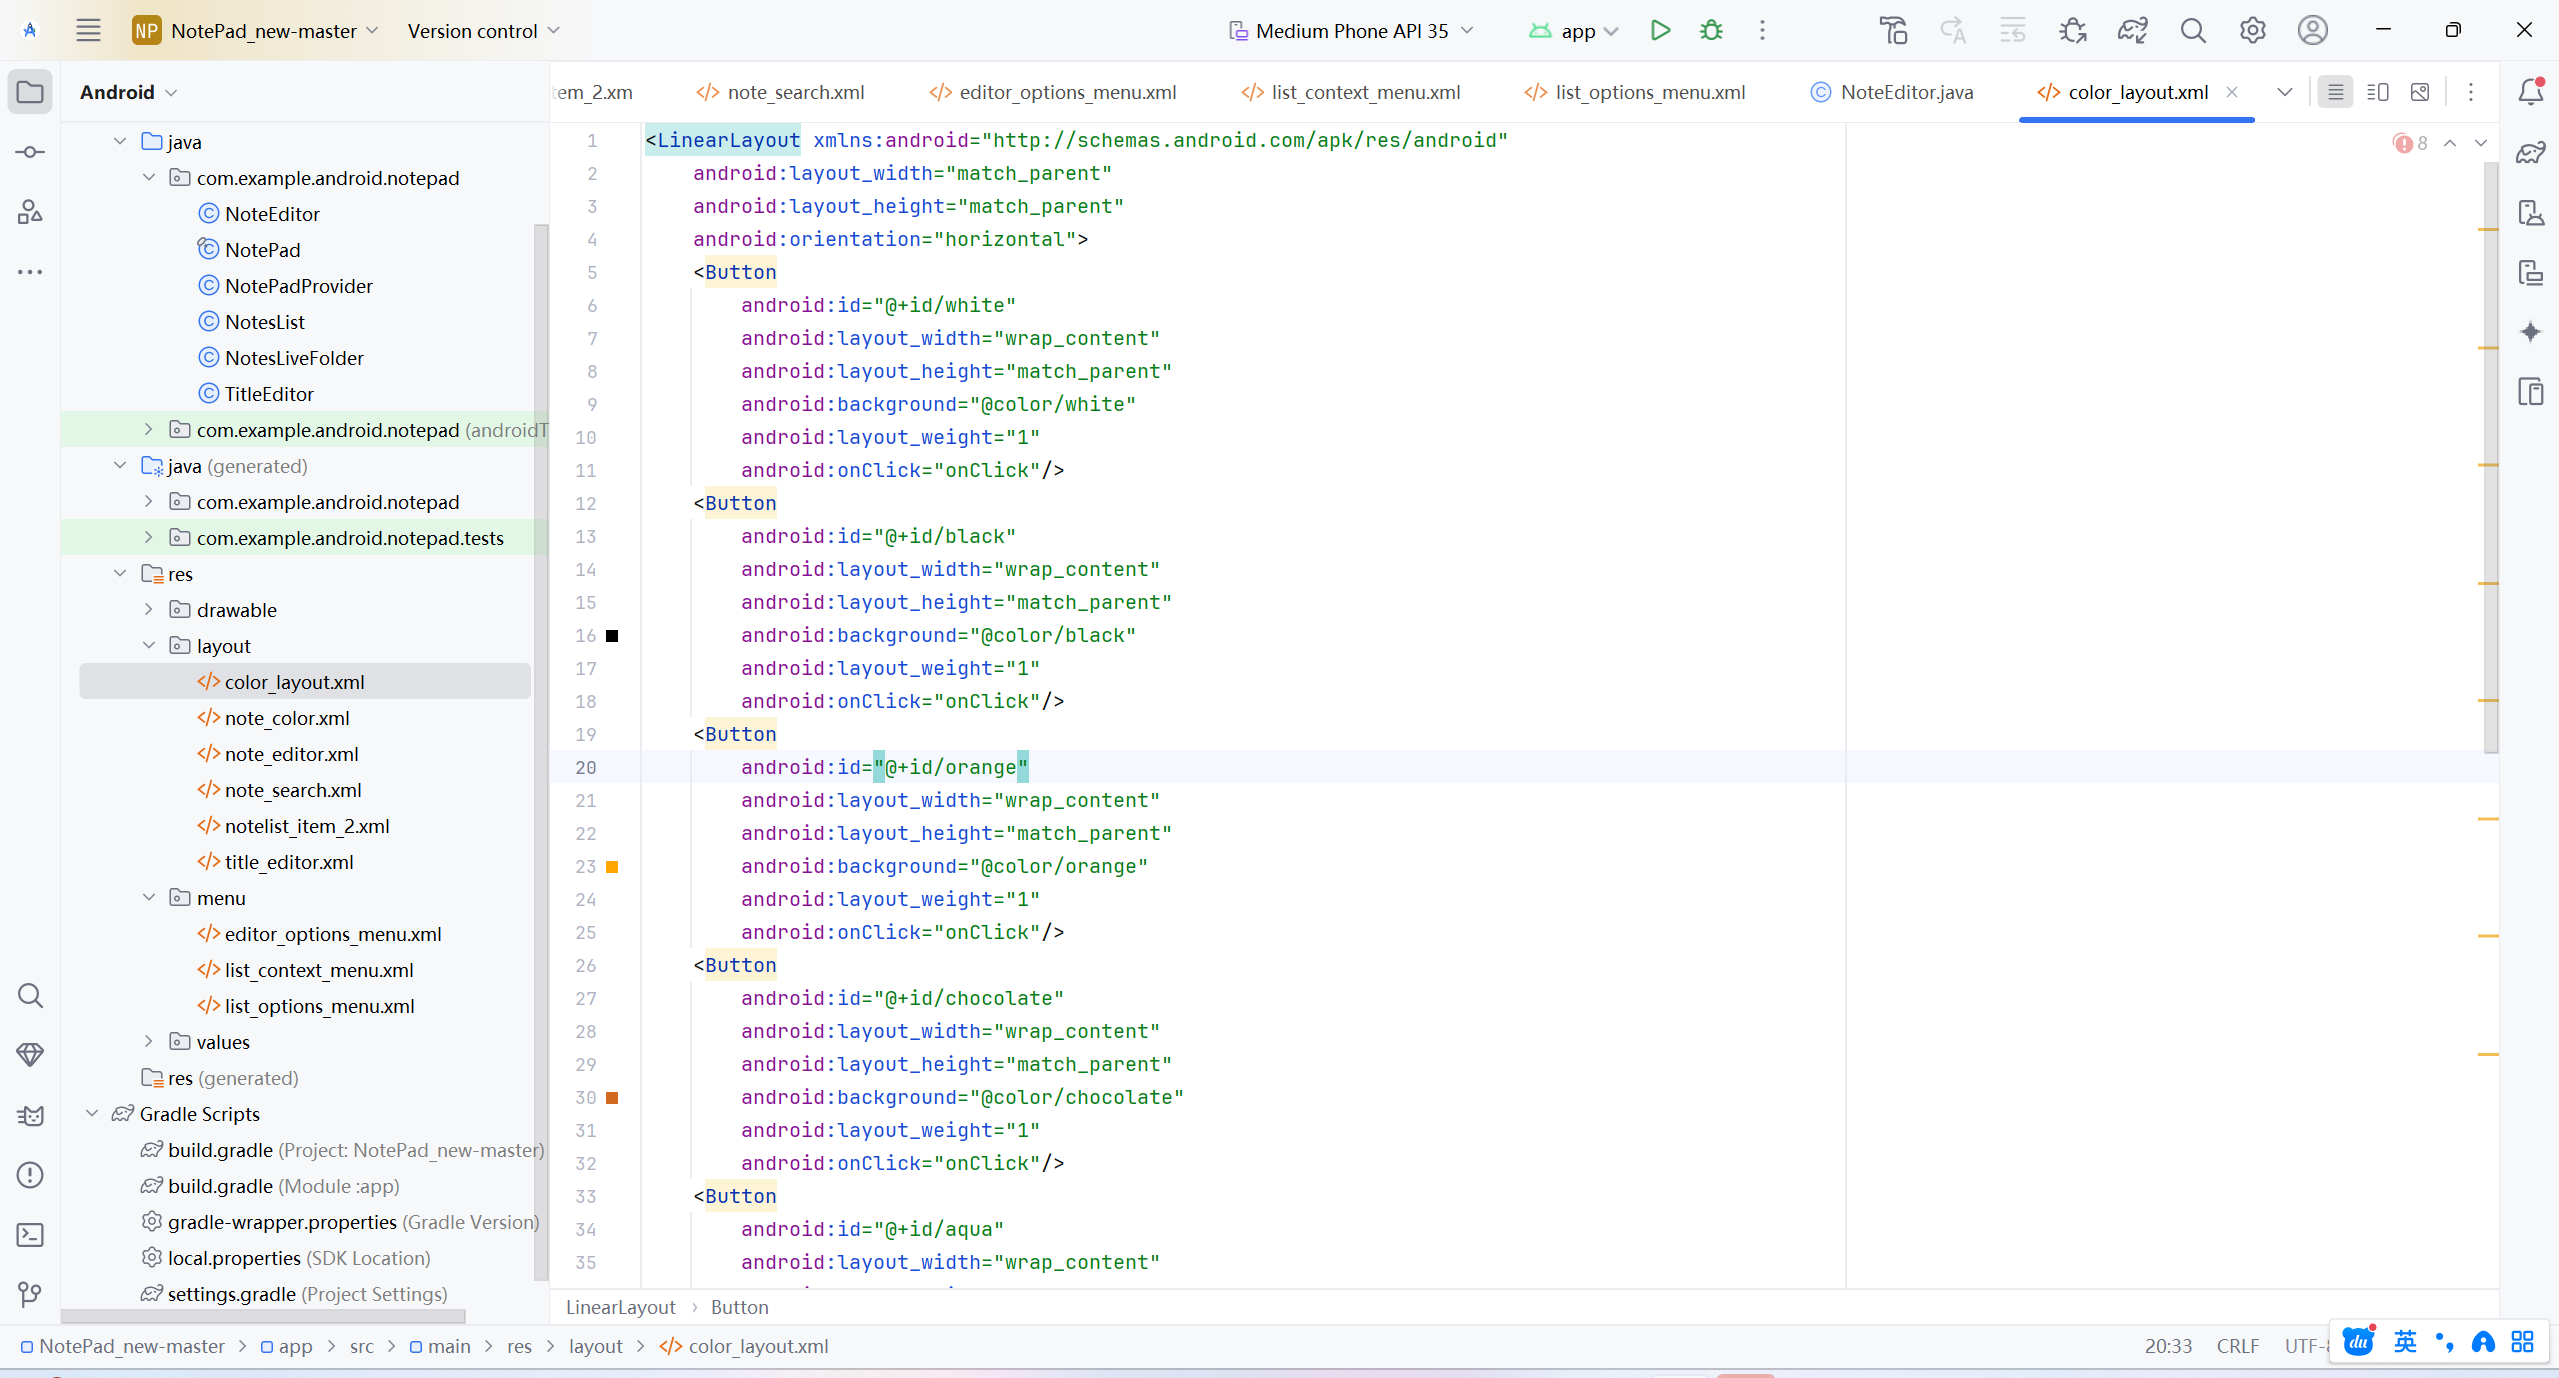 NP NotePad_new-master Version control Medium Phone API 35 app
Android
java
com.example.android.notepad
NoteEditor
NotePad
NotePadProvider
NotesList
NotesLiveFolder
TitleEditor
com.example.android.notepad (androidT
java (generated)
com.example.android.notepad
com.example.android.notepad.tests
res
drawable
layout
color_layout.xml
note_color.xml
note_editor.xml
note_search.xml
notelist_item_2.xml
title_editor.xml
menu
editor_options_menu.xml
list_context_menu.xml
list_options_menu.xml
values
res (generated)
Gradle Scripts
build.gradle (Project: NotePad_new-master)
build.gradle (Module :app)
gradle-wrapper.properties (Gradle Version)
local.properties (SDK Location)
settings.gradle (Project Settings)
em_2.xm note_search.xml editor_options_menu.xml list_context_menu.xml list_options_menu.xml NoteEditor.java color_layout.xml
8
1 <LinearLayout xmlns:android="http://schemas.android.com/apk/res/android"
2 android:layout_width="match_parent"
3 android:layout_height="match_parent"
4 android:orientation="horizontal">
5 <Button
6 android:id="@+id/white"
7 android:layout_width="wrap_content"
8 android:layout_height="match_parent"
9 android:background="@color/white"
10 android:layout_weight="1"
11 android:onClick="onClick"/>
12 <Button
13 android:id="@+id/black"
14 android:layout_width="wrap_content"
15 android:layout_height="match_parent"
16 android:background="@color/black"
17 android:layout_weight="1"
18 android:onClick="onClick"/>
19 <Button
20 android:id="@+id/orange"
21 android:layout_width="wrap_content"
22 android:layout_height="match_parent"
23 android:background="@color/orange"
24 android:layout_weight="1"
25 android:onClick="onClick"/>
26 <Button
27 android:id="@+id/chocolate"
28 android:layout_width="wrap_content"
29 android:layout_height="match_parent"
30 android:background="@color/chocolate"
31 android:layout_weight="1"
32 android:onClick="onClick"/>
33 <Button
34 android:id="@+id/aqua"
35 android:layout_width="wrap_content"
LinearLayout › Button
NotePad_new-master > app > src > main > res > layout > color_layout.xml 20:33 CRLF UTF-8 du 英